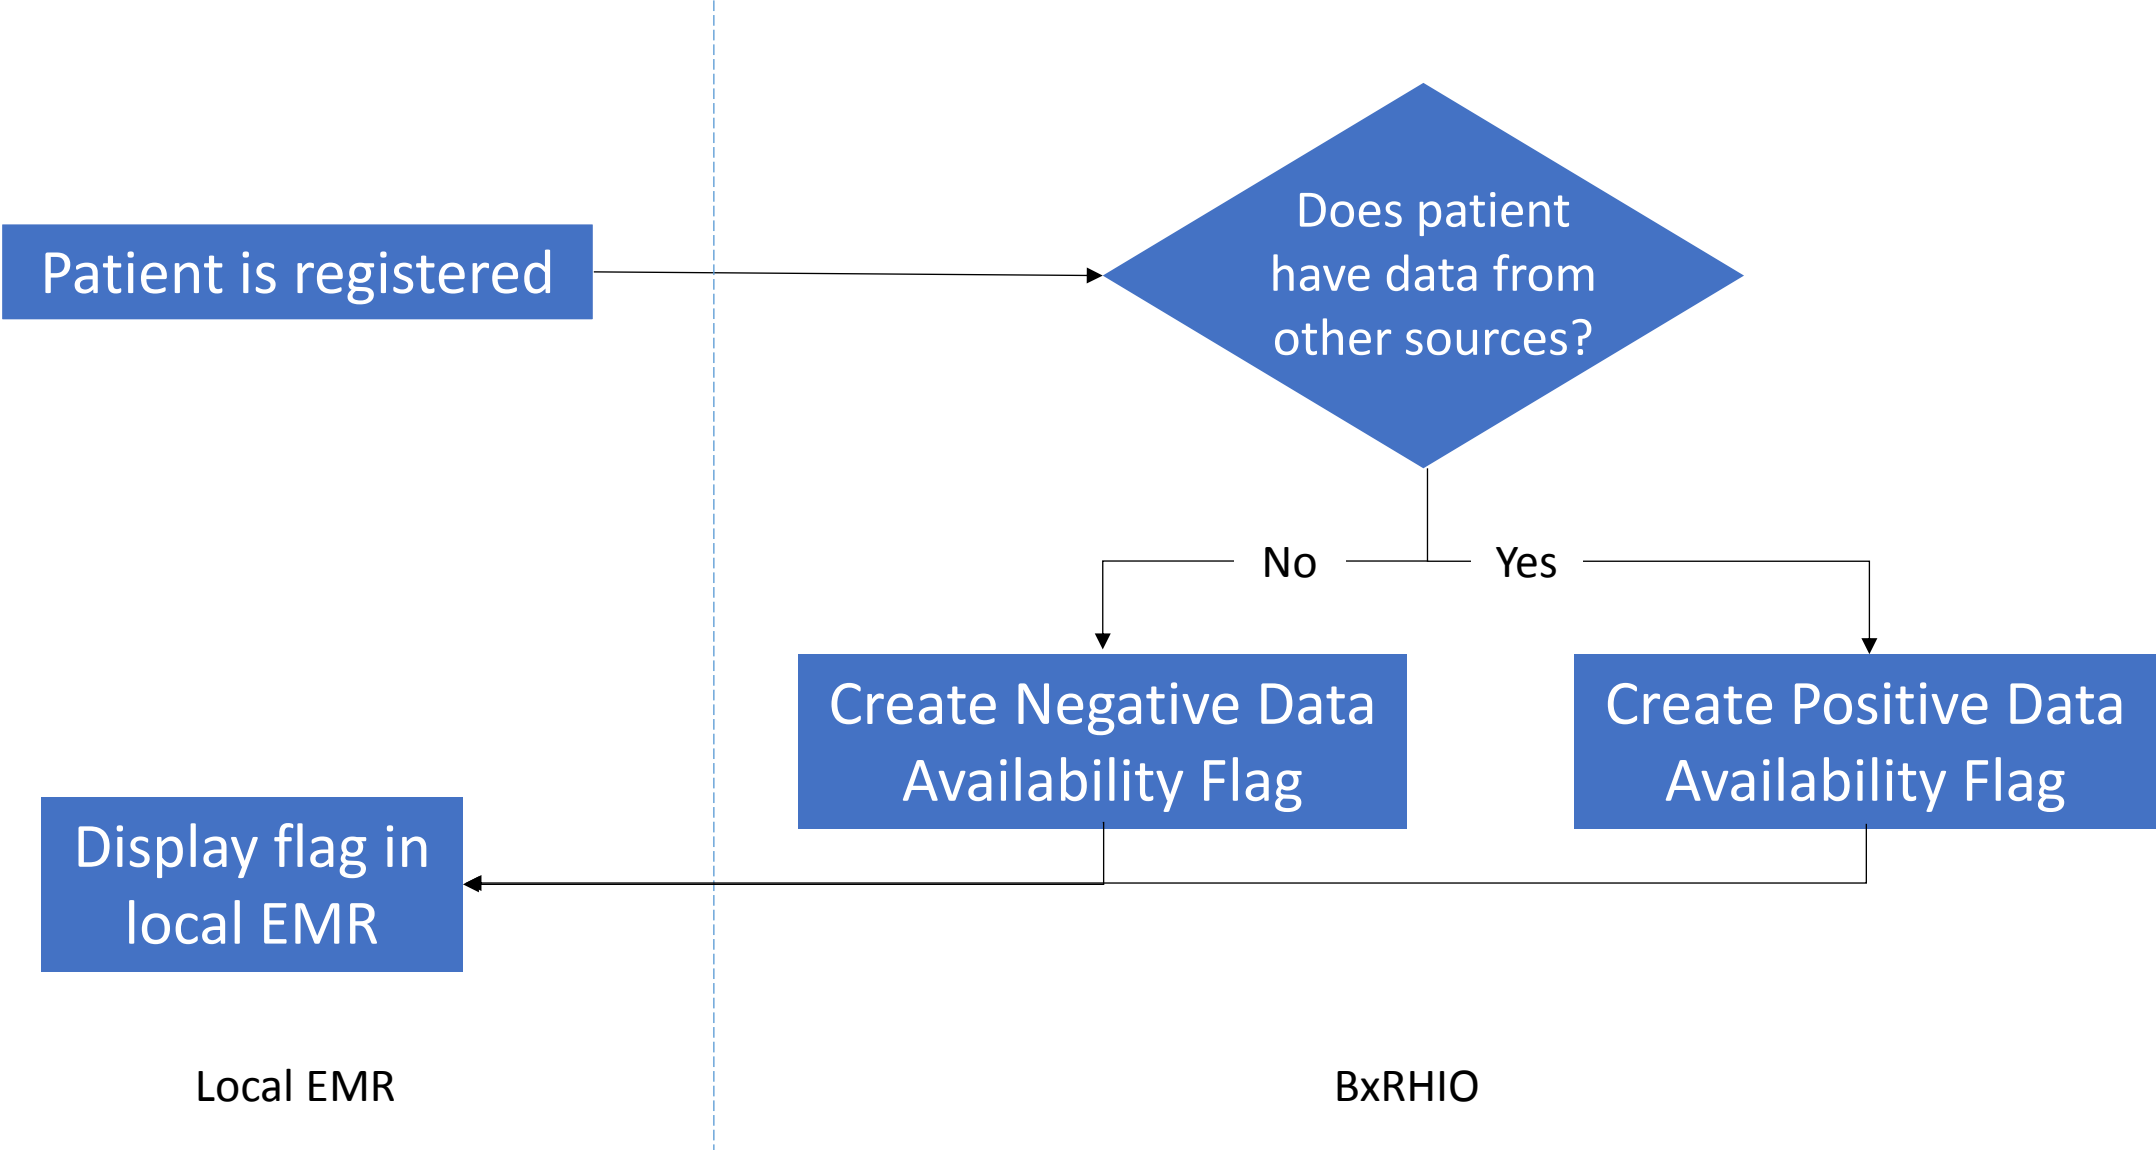 Patient is registered
Does patient
have data from
other sources?
No
Yes
Create Negative Data
Availability Flag
Create Positive Data
Availability Flag
Display flag in
local EMR
Local EMR
BxRHIO